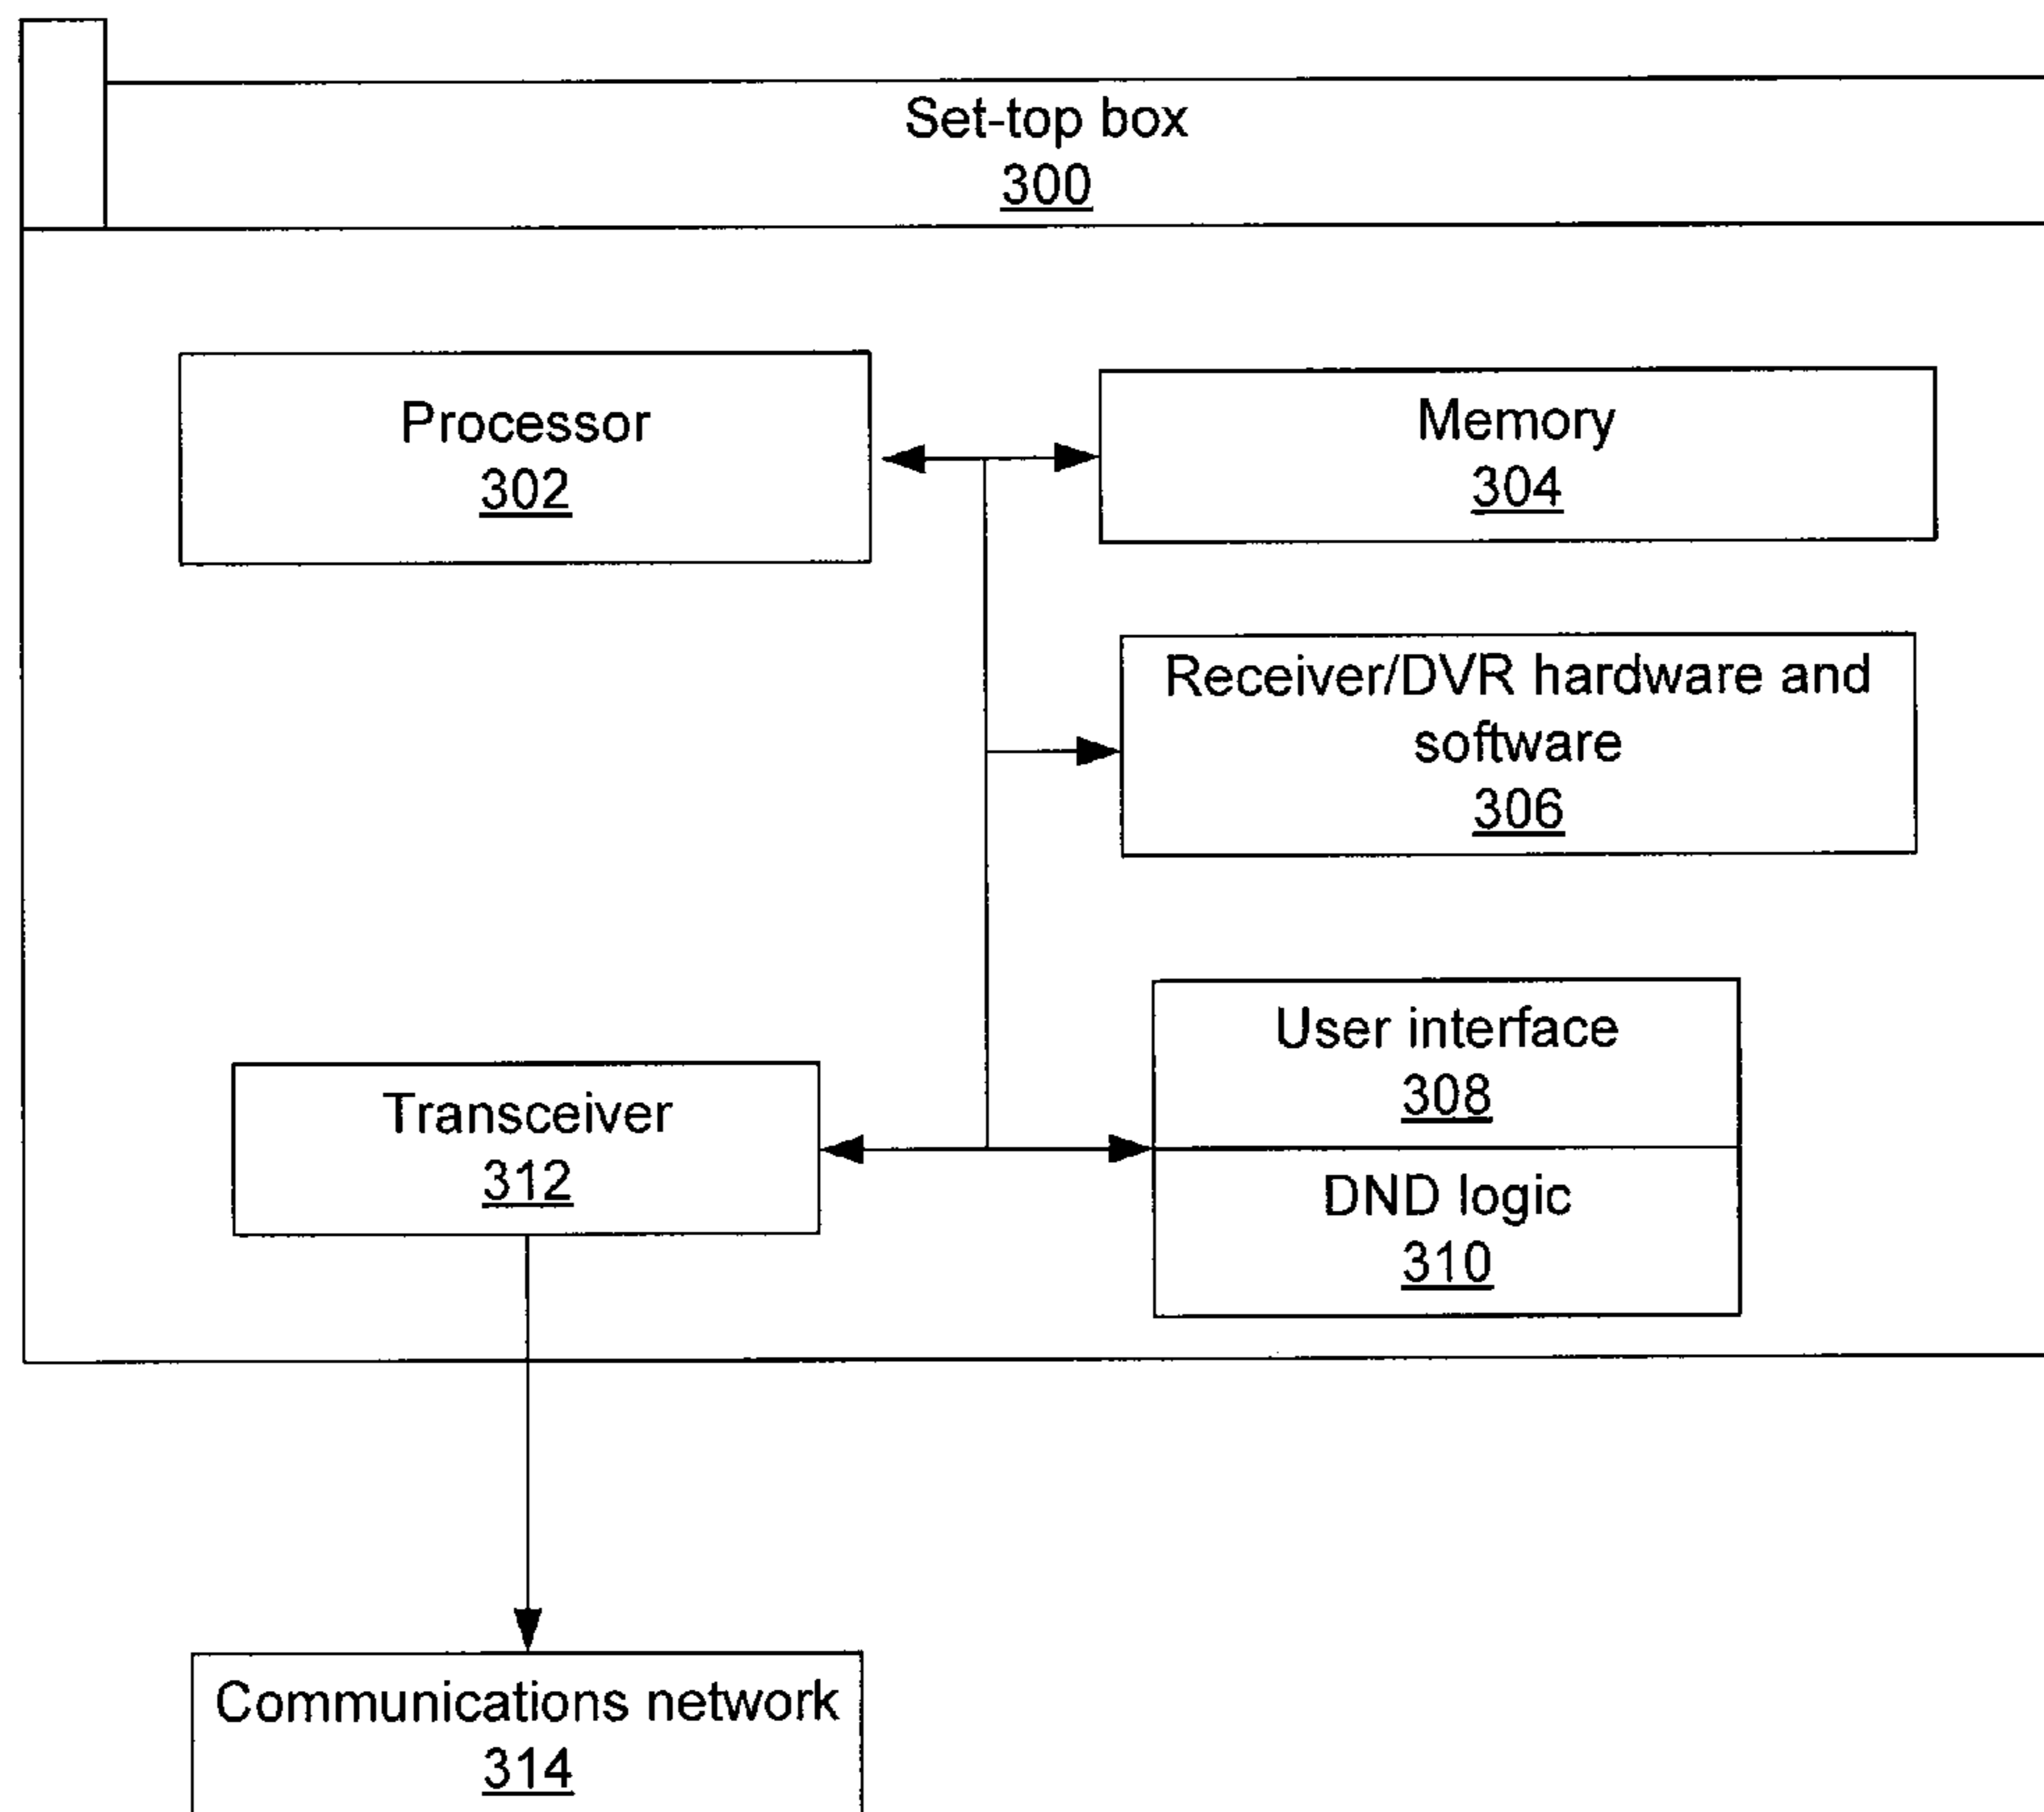 Set-top box
300
Processor
302
Memory
304
Receiver/DVR hardware and
software
306
User interface
308
Transceiver
312
DND logic
310
Communications network
314